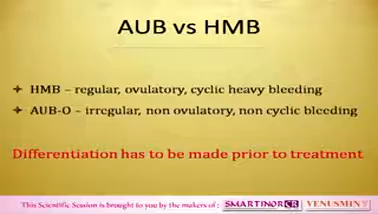 AUB vs HMB
HMB – regular, ovulatory, cyclic heavy bleeding
AUB-O – irregular, non ovulatory, non cyclic bleeding
Differentiation has to be made prior to treatment
This Scientific Session is brought to you by the makers of : SMARTINOR CR VENUSMIN